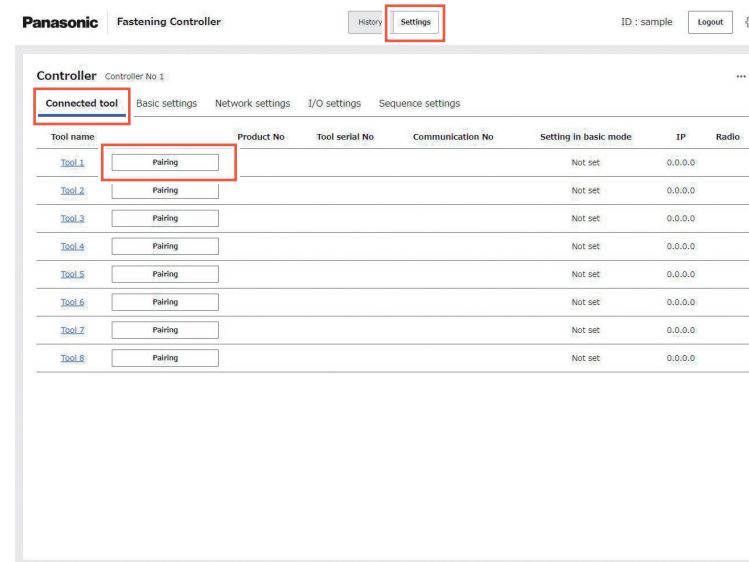 Panasonic Fastening Controller History Settings ID : sample Logout
Controller Controller No 1 ...
Connected tool Basic settings Network settings I/O settings Sequence settings
Tool name Product No Tool serial No Communication No Setting in basic mode IP Radio
Tool 1 Pairing Not set 0.0.0.0
Tool 2 Pairing Not set 0.0.0.0
Tool 3 Pairing Not set 0.0.0.0
Tool 4 Pairing Not set 0.0.0.0
Tool 5 Pairing Not set 0.0.0.0
Tool 6 Pairing Not set 0.0.0.0
Tool 7 Pairing Not set 0.0.0.0
Tool 8 Pairing Not set 0.0.0.0